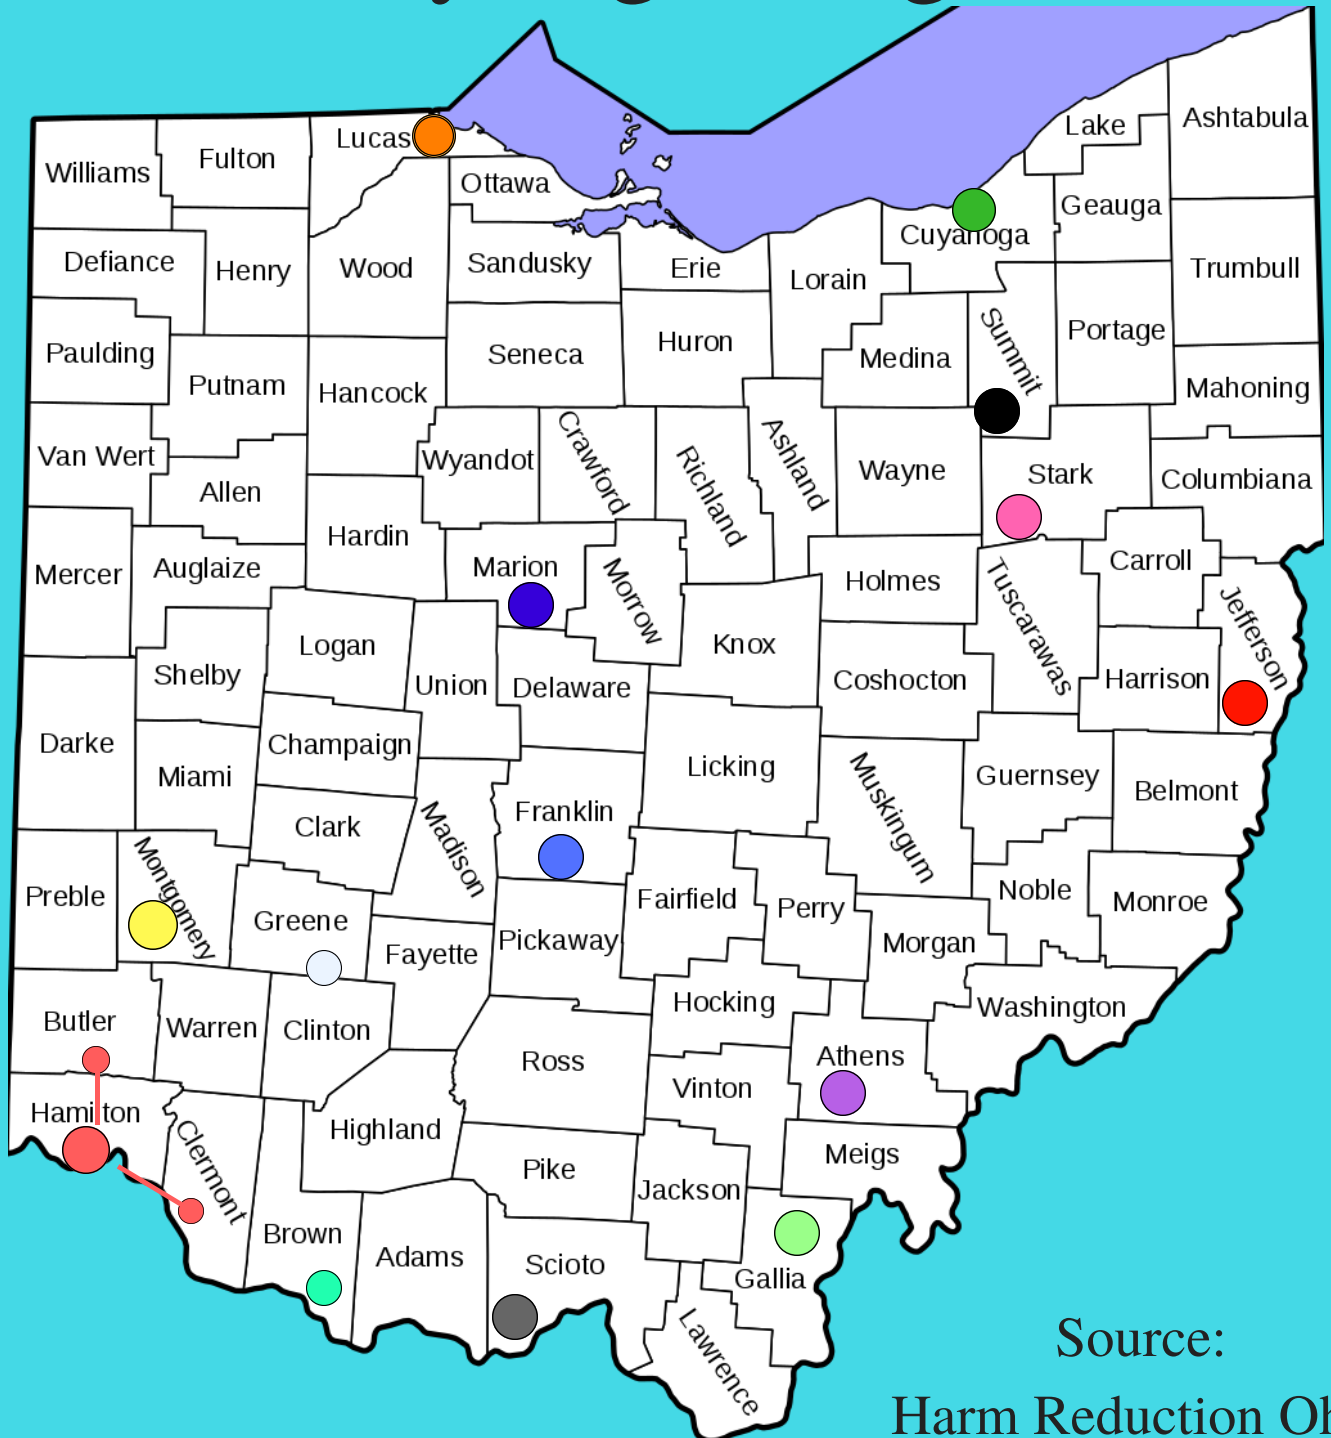 Lake
Ashtabula
Lucas
Fulton
Williams
Ottawa
Geauga
Cuyahoga
Defiance
Henry
Wood
Sandusky
Erie
Lorain
Trumbull
Paulding
Putnam
Hancock
Seneca
Huron
Medina
Summit
Portage
Mahoning
Van Wert
Allen
Wyandot
Crawford
Richland
Ashland
Wayne
Stark
Columbiana
Mercer
Auglaize
Hardin
Marion
Morrow
Holmes
Tuscarawas
Carroll
Jefferson
Logan
Shelby
Union
Delaware
Knox
Coshocton
Harrison
Darke
Miami
Champaign
Licking
Muskingum
Guernsey
Belmont
Clark
Madison
Franklin
Preble
Montgomery
Greene
Fayette
Pickaway
Fairfield
Perry
Morgan
Noble
Monroe
Butler
Warren
Clinton
Ross
Hocking
Athens
Washington
Hamilton
Clermont
Highland
Vinton
Pike
Jackson
Meigs
Brown
Adams
Scioto
Gallia
Lawrence
Source:
Harm Reduction